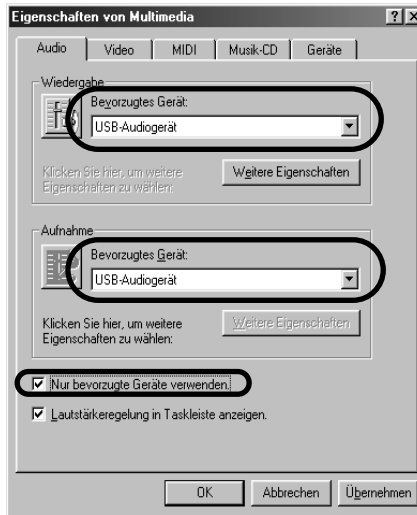 Eigenschaften von Multimedia
Audio
Video
MIDI
Musik-CD
Geräte
Wiedergabe
Bevorzugtes Gerät:
USB-Audiogerät
Klicken Sie hier, um weitere
Eigenschaften zu wählen:
Weitere Eigenschaften
Aufnahme
Bevorzugtes Gerät:
USB-Audiogerät
Klicken Sie hier, um weitere
Eigenschaften zu wählen:
Weitere Eigenschaften
Nur bevorzugte Geräte verwenden.
Lautstärkeregelung in Taskleiste anzeigen.
OK
Abbrechen
Übernehmen